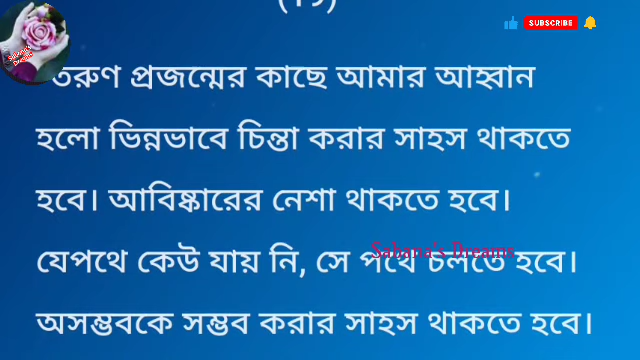 SUBSCRIBE
তরুণ প্রজন্মের কাছে আমার আহ্বান
হলো ভিন্নভাবে চিন্তা করার সাহস থাকতে
হবে। আবিষ্কারের নেশা থাকতে হবে।
যেপথে কেউ যায় নি, সে পথে চলতে হবে।
Sabana's Dreams
অসম্ভবকে সম্ভব করার সাহস থাকতে হবে।